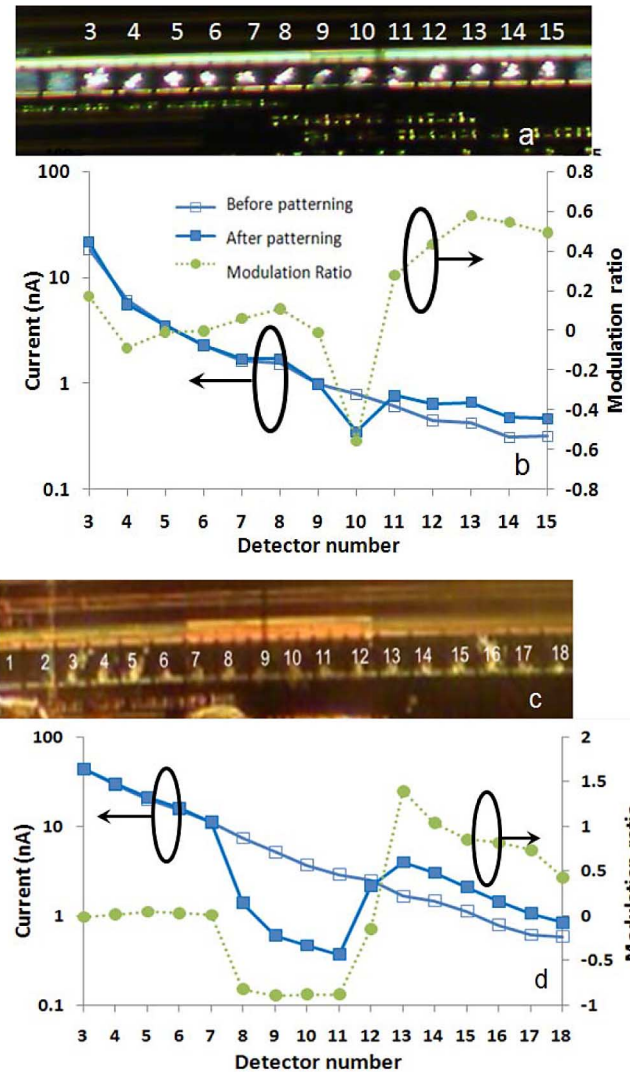 3 4 5 6 7 8 9 10 11 12 13 14 15
a
100 0.8
Before patterning 0.6
After patterning 0.4
10 Modulation Ratio 0.2
0
1 -0.2
-0.4
-0.6
0.1 b -0.8
3 4 5 6 7 8 9 10 11 12 13 14 15
Current (nA)
Modulation ratio
Detector number
1 2 3 4 5 6 7 8 9 10 11 12 13 14 15 16 17 18
c
100 2
1.5
10 1
0.5
1 0
-0.5
0.1 d -1
3 4 5 6 7 8 9 10 11 12 13 14 15 16 17 18
Current (nA)
Detector number